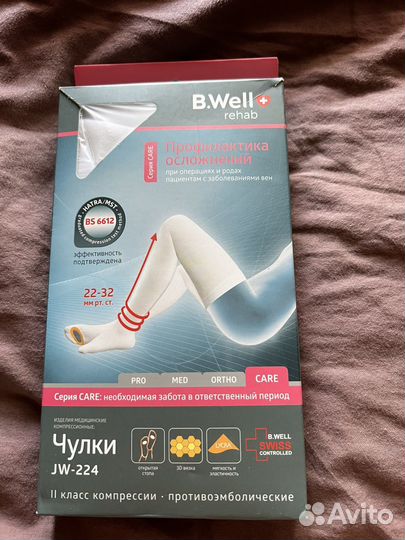 B.Well
rehab
Серия CARE
Профилактика
осложнений
при операциях и родах
пациентам с заболеваниями вен
HATRA/MST
BS 6612
эффективность
подтверждена
22-32
мм рт. ст.
PRO MED ORTHO CARE
Серия CARE: необходимая забота в ответственный период
ИЗДЕЛИЯ МЕДИЦИНСКИЕ
КОМПРЕССИОННЫЕ:
Чулки
JW-224
открытая
стопа
3D вязка
мягкость и
эластичность
B.WELL
SWISS
CONTROLLED
II класс компрессии · противоэмболические
Avito